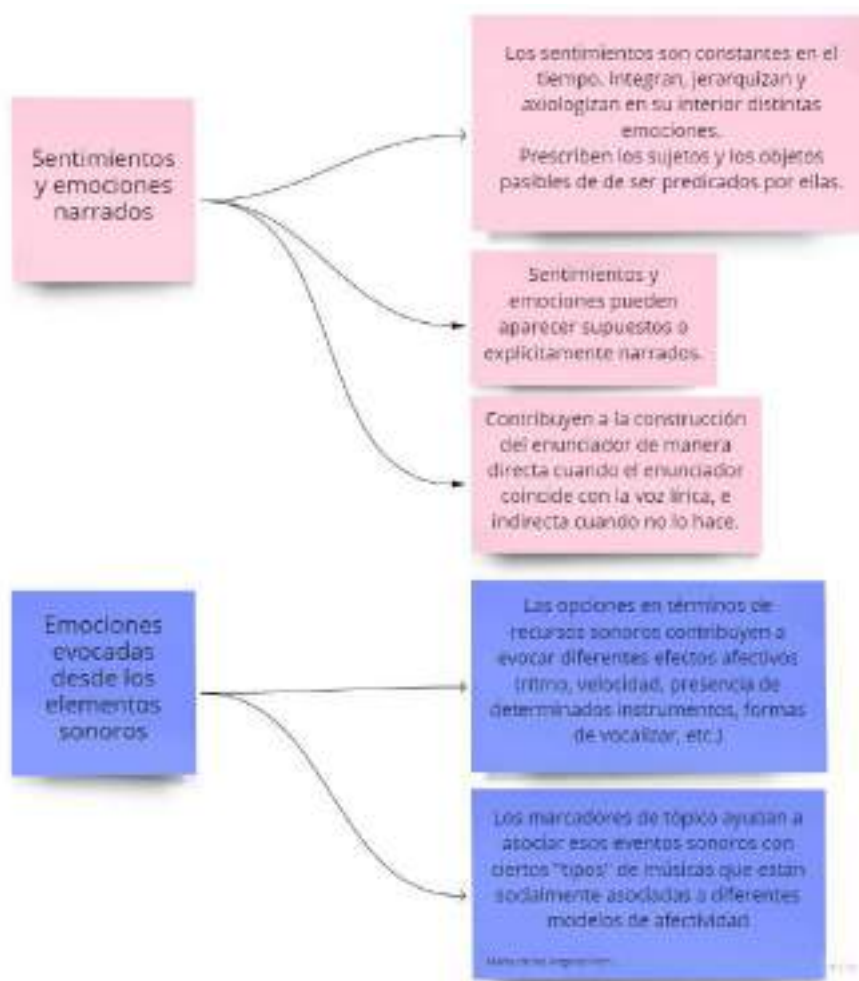 Sentimientos
y emociones
narrados
Los sentimientos son constantes en el
tiempo. Integran, jerarquizan y
axiologizan en su interior distintas
emociones.
Prescriben los sujetos y los objetos
pasibles de de ser predicados por ellas.
Sentimientos y
emociones pueden
aparecer supuestos o
explícitamente narrados.
Contribuyen a la construcción
del enunciador de manera
directa cuando el enunciador
coincide con la voz lírica, e
indirecta cuando no lo hace.
Emociones
evocadas
desde los
elementos
sonoros
Las opciones en términos de
recursos sonoros contribuyen a
evocar diferentes efectos afectivos
(ritmo, velocidad, presencia de
determinados instrumentos, formas
de vocalizar, etc.)
Los marcadores de tópico ayudan a
asociar esos eventos sonoros con
ciertos "tipos" de músicas que están
socialmente asociadas a diferentes
modelos de afectividad